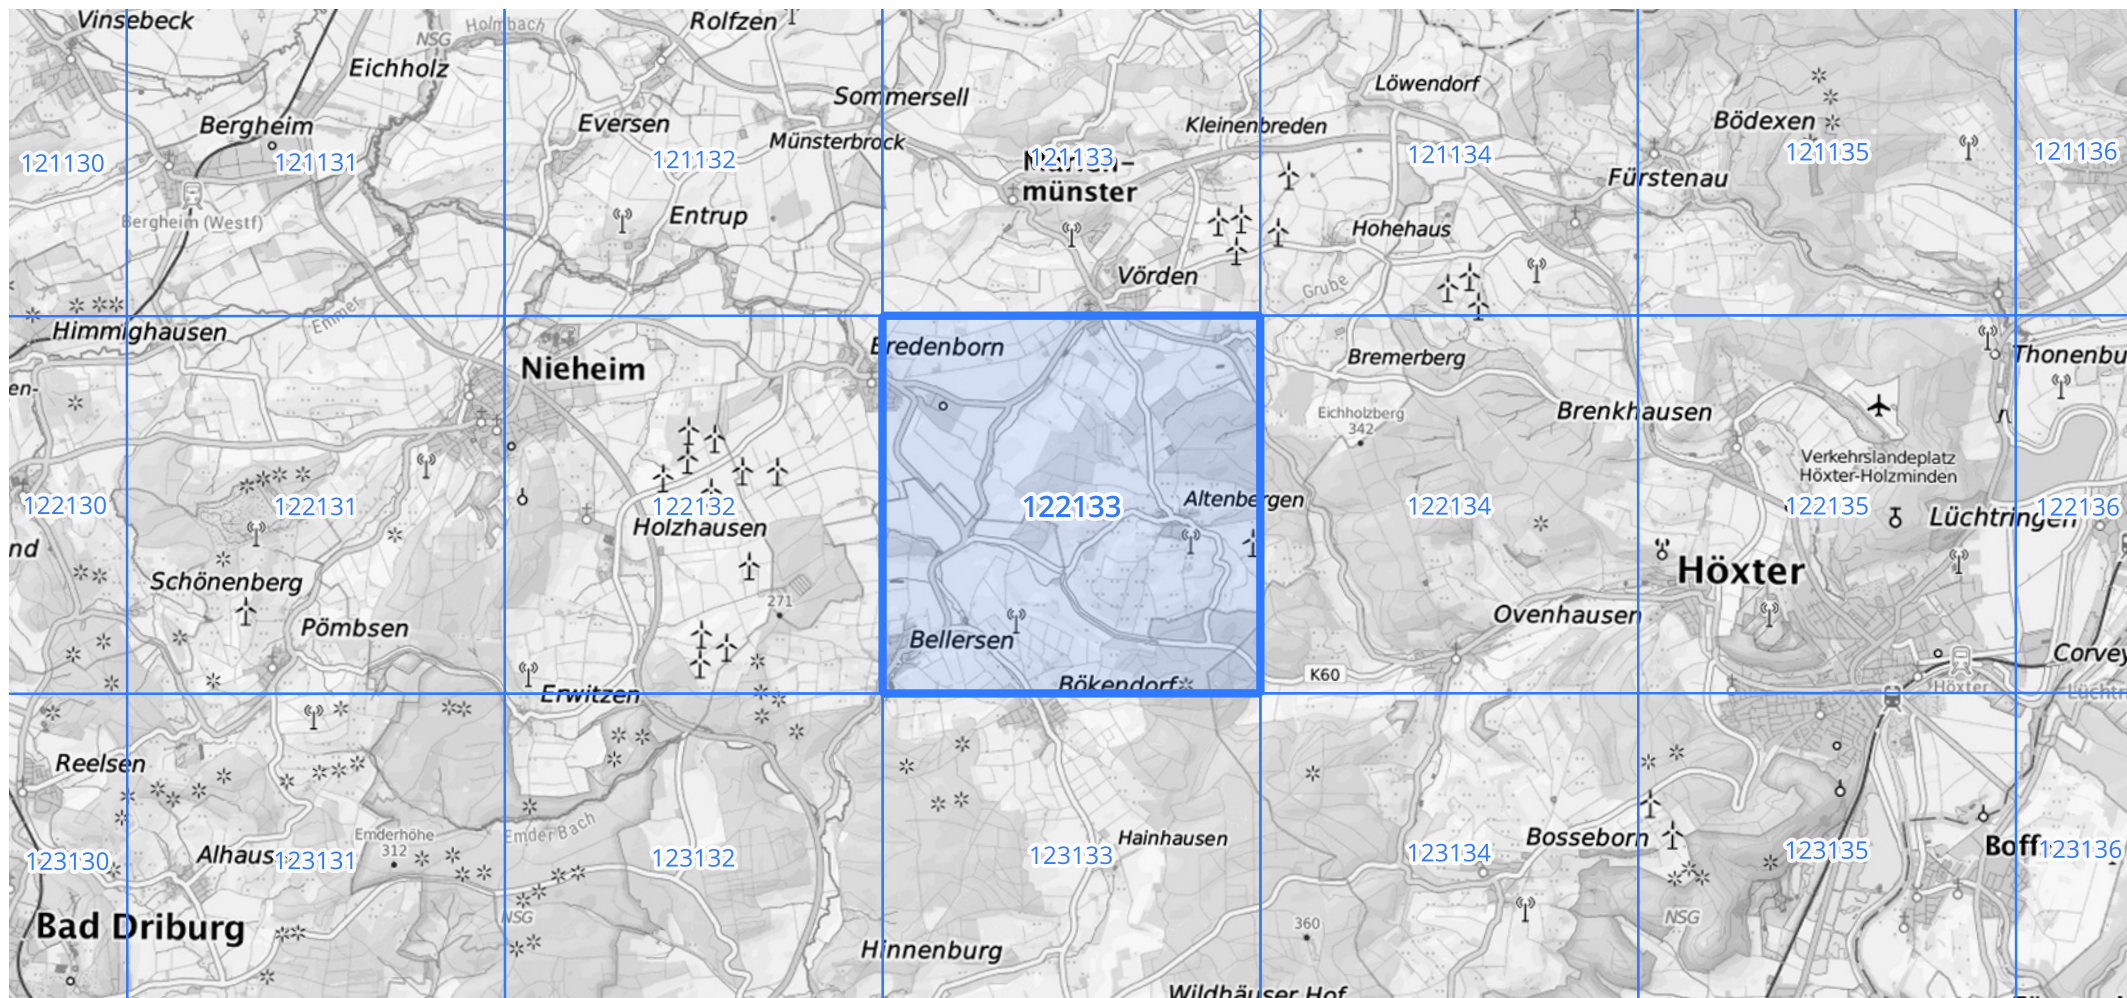 Vinsebeck
NSG
Holmbach
Rolfzen
Eichholz
Sommersell
Löwendorf
Bergheim
Eversen
Münsterbrock
Kleinenbreden
Bödexen
121130
121131
121132
121133
121134
121135
121136
münster
Fürstenau
Bergheim (Westf)
Entrup
Hohehaus
Vörden
Grube
Emmer
Himmighausen
Nieheim
Bredenborn
Bremerberg
Thonenbu
en-
Eichholzberg
342
Brenkhausen
Verkehrslandeplatz
Höxter-Holzminden
122130
122131
122132
122133
Altenbergen
122134
122135
122136
Lüchtringen
Holzhausen
nd
Schönenberg
Höxter
271
Pömbsen
Bellersen
Ovenhausen
Corvey
K60
Bökendorf
Höxter
Lüchtr
Erwitzen
Reelsen
Emderhöhe
312
Emder Bach
Hainhausen
Bosseborn
Boff
123130
Alhaus
123131
123132
123133
123134
123135
123136
Bad Driburg
NSG
Hinnenburg
360
NSG
Wildhäuser Hof